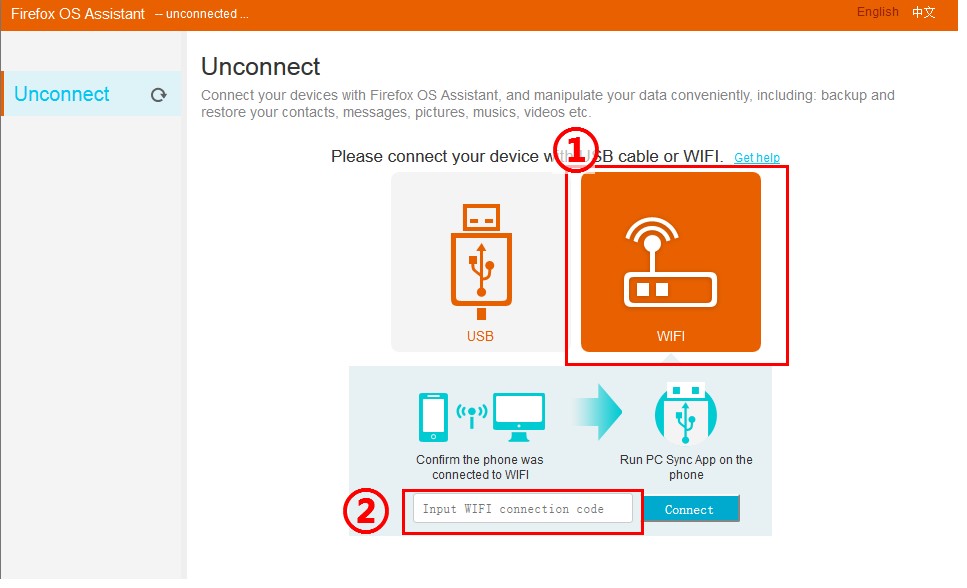 Firefox OS Assistant -- unconnected ...
English 中文
Unconnect
Unconnect
Connect your devices with Firefox OS Assistant, and manipulate your data conveniently, including: backup and
restore your contacts, messages, pictures, musics, videos etc.
①
Please connect your device with USB cable or WIFI. Get help
USB
WIFI
Confirm the phone was
connected to WIFI
Run PC Sync App on the
phone
②
Input WIFI connection code
Connect